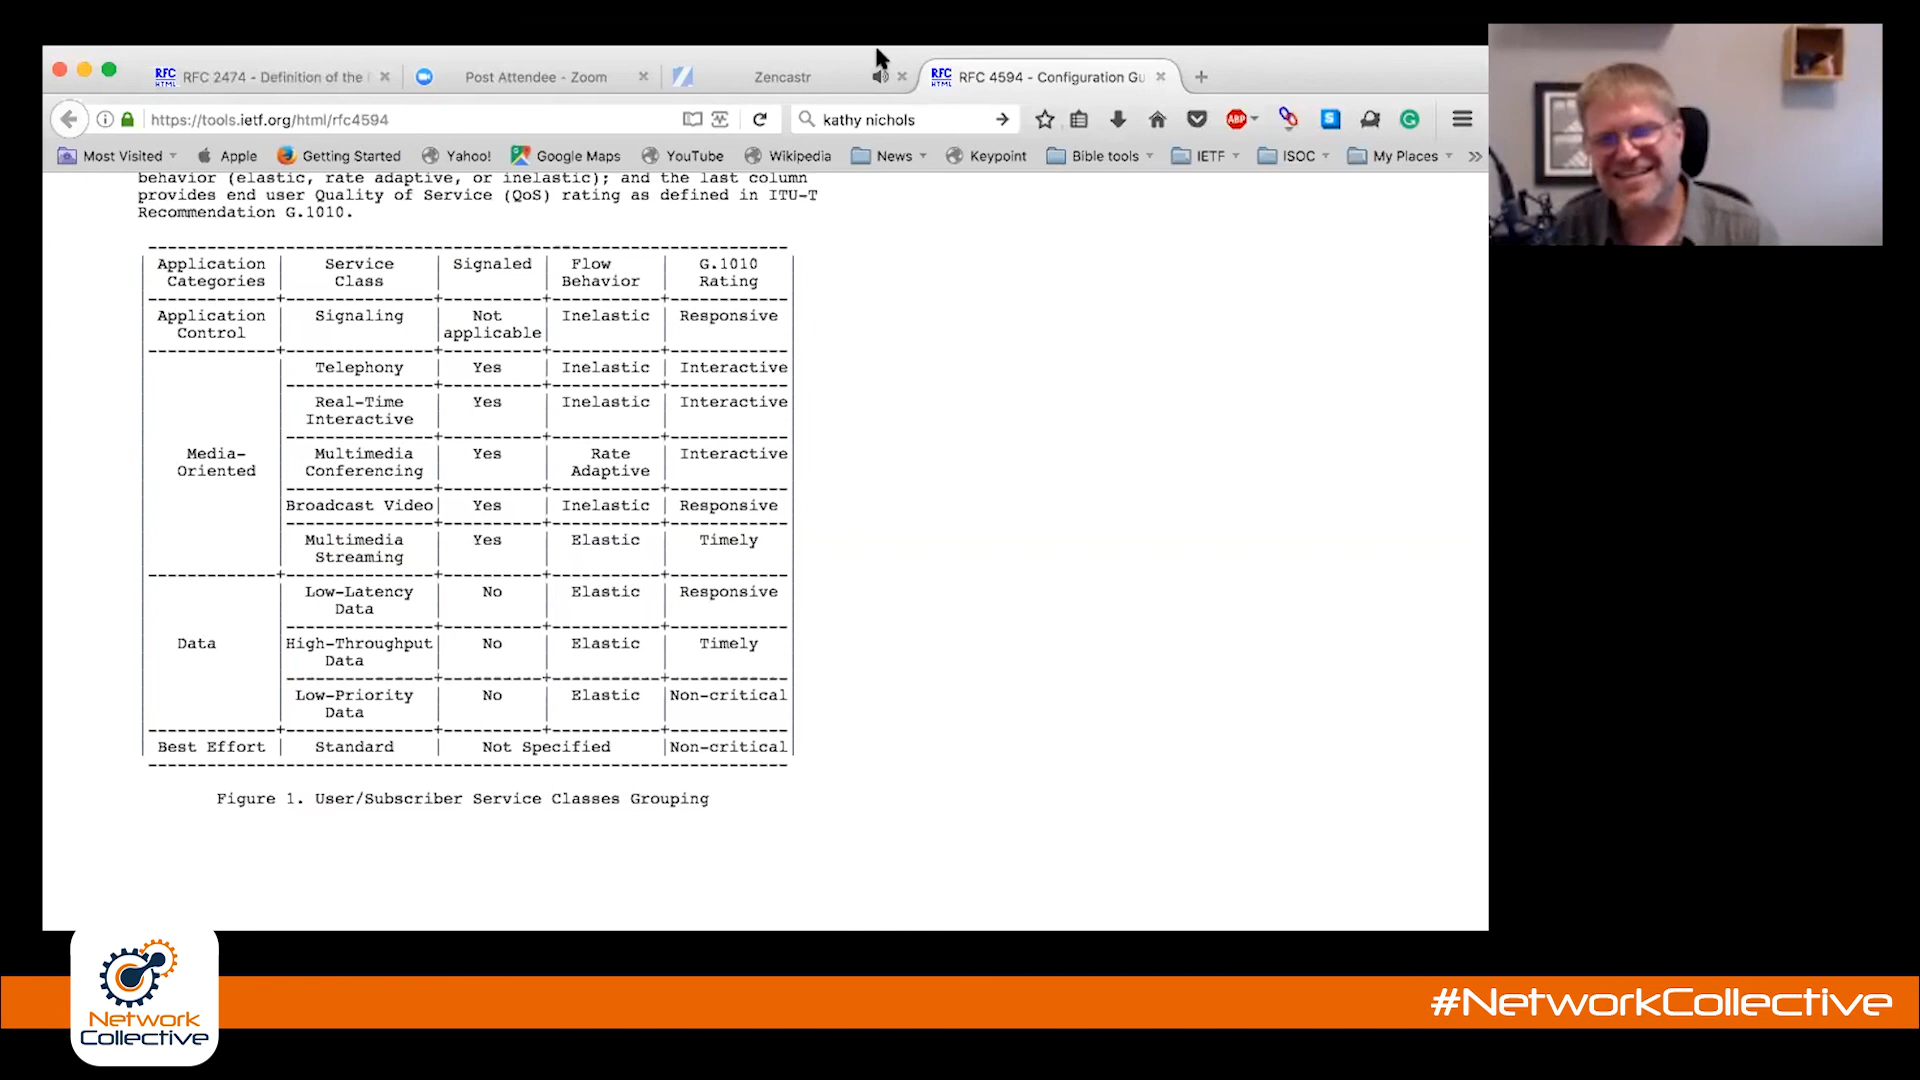 RFC 2474 - Definition of the
Post Attendee - Zoom
Zencastr
RFC 4594 - Configuration Gu
https://tools.ietf.org/html/rfc4594
kathy nichols
ABP
S
G
Most Visited
Apple
Getting Started
Yahoo!
Google Maps
YouTube
Wikipedia
News
Keypoint
Bible tools
IETF
ISOC
My Places
behavior (elastic, rate adaptive, or inelastic); and the last column
provides end user Quality of Service (QoS) rating as defined in ITU-T
Recommendation G.1010.
Application Categories | Service Class | Signaled | Flow Behavior | G.1010 Rating
Application Control | Signaling | Not applicable | Inelastic | Responsive
Media-Oriented | Telephony | Yes | Inelastic | Interactive
Real-Time Interactive | Yes | Inelastic | Interactive
Multimedia Conferencing | Yes | Rate Adaptive | Interactive
Broadcast Video | Yes | Inelastic | Responsive
Multimedia Streaming | Yes | Elastic | Timely
Data | Low-Latency Data | No | Elastic | Responsive
High-Throughput Data | No | Elastic | Timely
Low-Priority Data | No | Elastic | Non-critical
Best Effort | Standard | Not Specified | Non-critical
Figure 1. User/Subscriber Service Classes Grouping
Network
Collective
#NetworkCollective